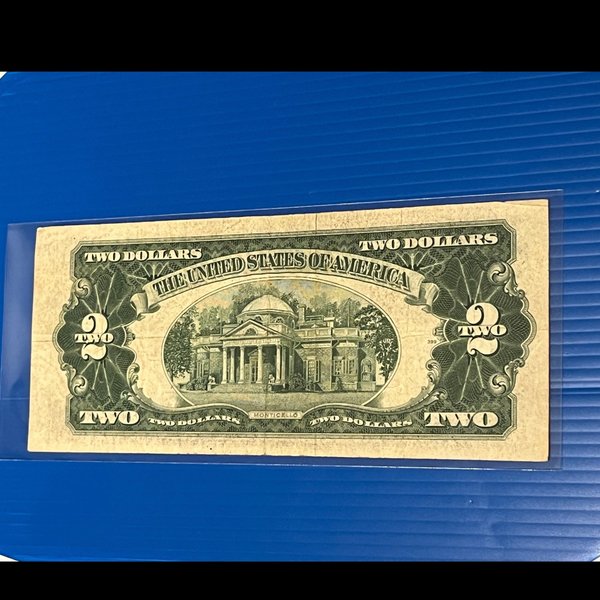 TWO DOLLARS
TWO DOLLARS
THE UNITED STATES OF AMERICA
2
TWO
2
TWO
TWO
TWO DOLLARS
MONTICELLO
TWO DOLLARS
TWO